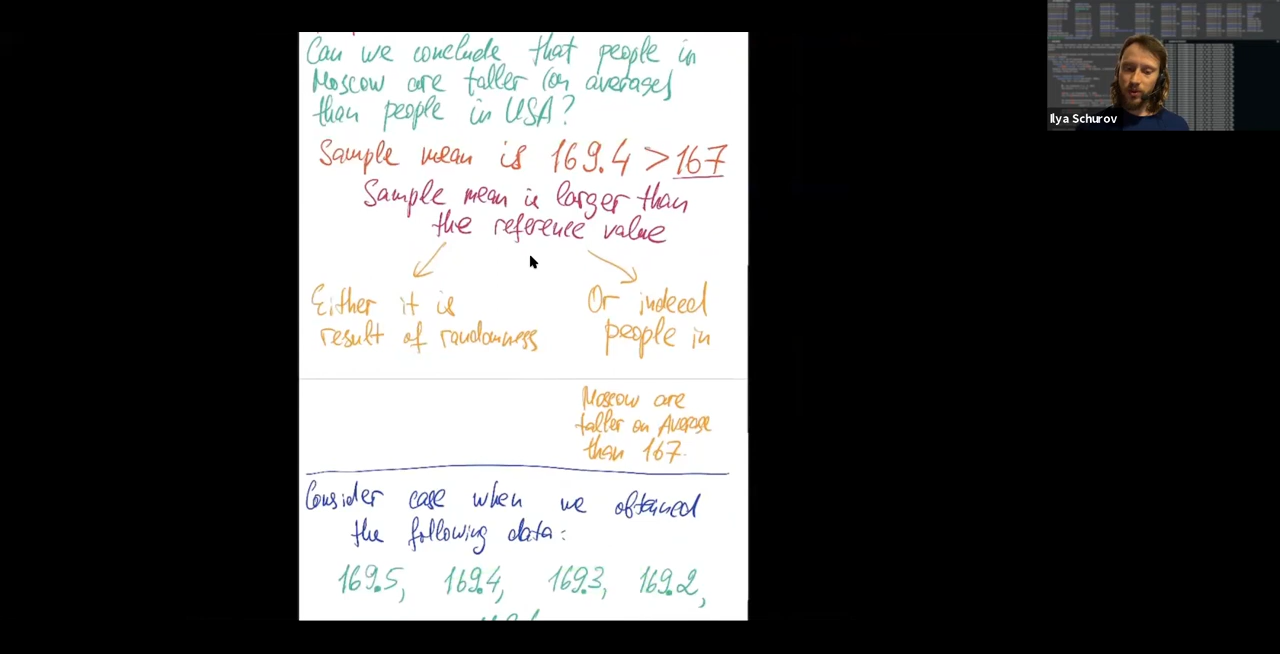 Can we conclude that people in
Moscow are taller (on average)
than people in USA?
Sample mean is 169.4 > 167
Sample mean is larger than
the reference value
Either it is
result of randomness
Or indeed
people in
Moscow are
taller on Average
than 167.
Consider case when we obtained
the following data:
169.5, 169.4, 169.3, 169.2,
Ilya Schurov